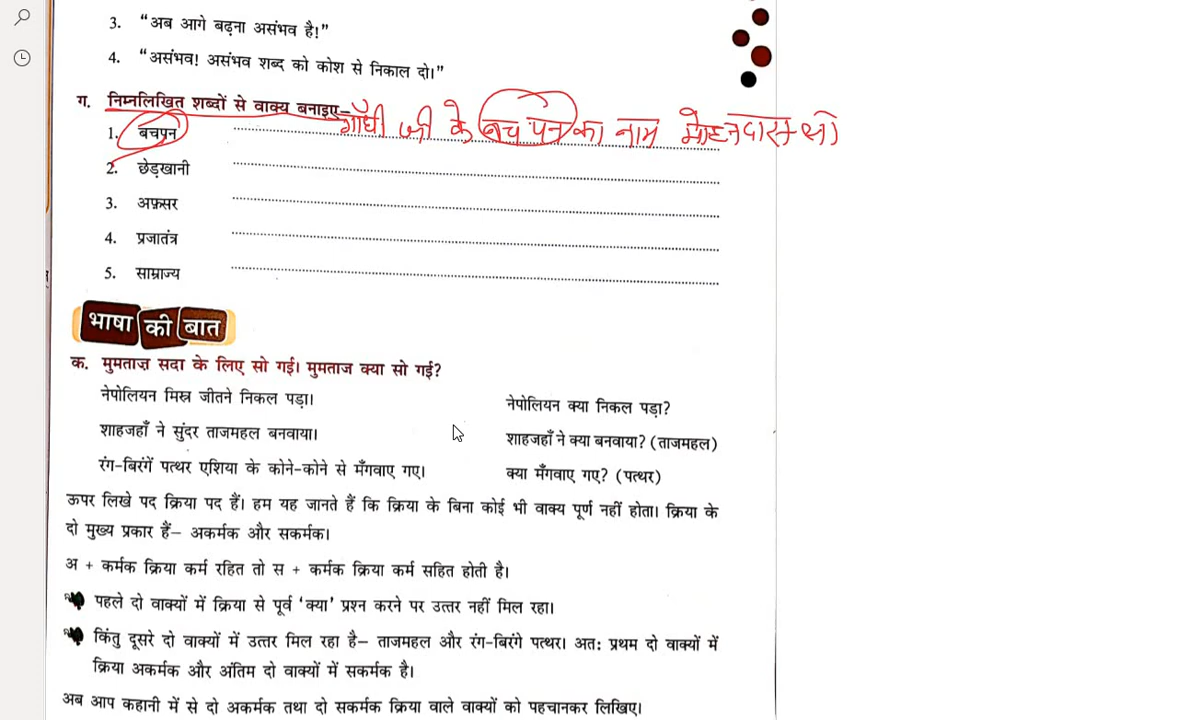 3. “अब आगे बढ़ना असंभव है!”
4. “असंभव! असंभव शब्द को कोश से निकाल दो।”
ग. निम्नलिखित शब्दों से वाक्य बनाइए–
1. बचपन गाँधी जी के बचपन का नाम मोहनदास था
2. छेड़खानी
3. अफ़सर
4. प्रजातंत्र
5. साम्राज्य
भाषा की बात
क. मुमताज़ सदा के लिए सो गई। मुमताज क्या सो गई?
नेपोलियन मिस्र जीतने निकल पड़ा। नेपोलियन क्या निकल पड़ा?
शाहजहाँ ने सुंदर ताजमहल बनवाया। शाहजहाँ ने क्या बनवाया? (ताजमहल)
रंग-बिरंगें पत्थर एशिया के कोने-कोने से मँगवाए गए। क्या मँगवाए गए? (पत्थर)
ऊपर लिखे पद क्रिया पद हैं। हम यह जानते हैं कि क्रिया के बिना कोई भी वाक्य पूर्ण नहीं होता। क्रिया के
दो मुख्य प्रकार हैं– अकर्मक और सकर्मक।
अ + कर्मक क्रिया कर्म रहित तो स + कर्मक क्रिया कर्म सहित होती है।
पहले दो वाक्यों में क्रिया से पूर्व ‘क्या’ प्रश्न करने पर उत्तर नहीं मिल रहा।
किंतु दूसरे दो वाक्यों में उत्तर मिल रहा है– ताजमहल और रंग-बिरंगे पत्थर। अतः प्रथम दो वाक्यों में
क्रिया अकर्मक और अंतिम दो वाक्यों में सकर्मक है।
अब आप कहानी में से दो अकर्मक तथा दो सकर्मक क्रिया वाले वाक्यों को पहचानकर लिखिए।